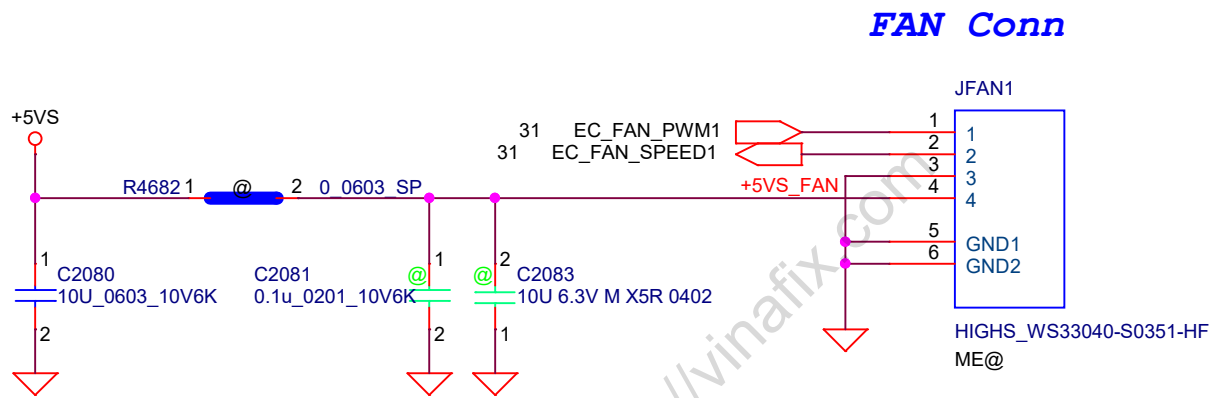 FAN Conn
JFAN1
+5VS
31 EC_FAN_PWM1 1 1
31 EC_FAN_SPEED1 2 2
3 3
R4682 1 @ 2 0_0603_SP +5VS_FAN 4 4
5 GND1
6 GND2
1 C2080 10U_0603_10V6K 2
C2081 0.1u_0201_10V6K @ 1 2
@ 2 C2083 10U 6.3V M X5R 0402 1
HIGHS_WS33040-S0351-HF
ME@
//vinafix.com